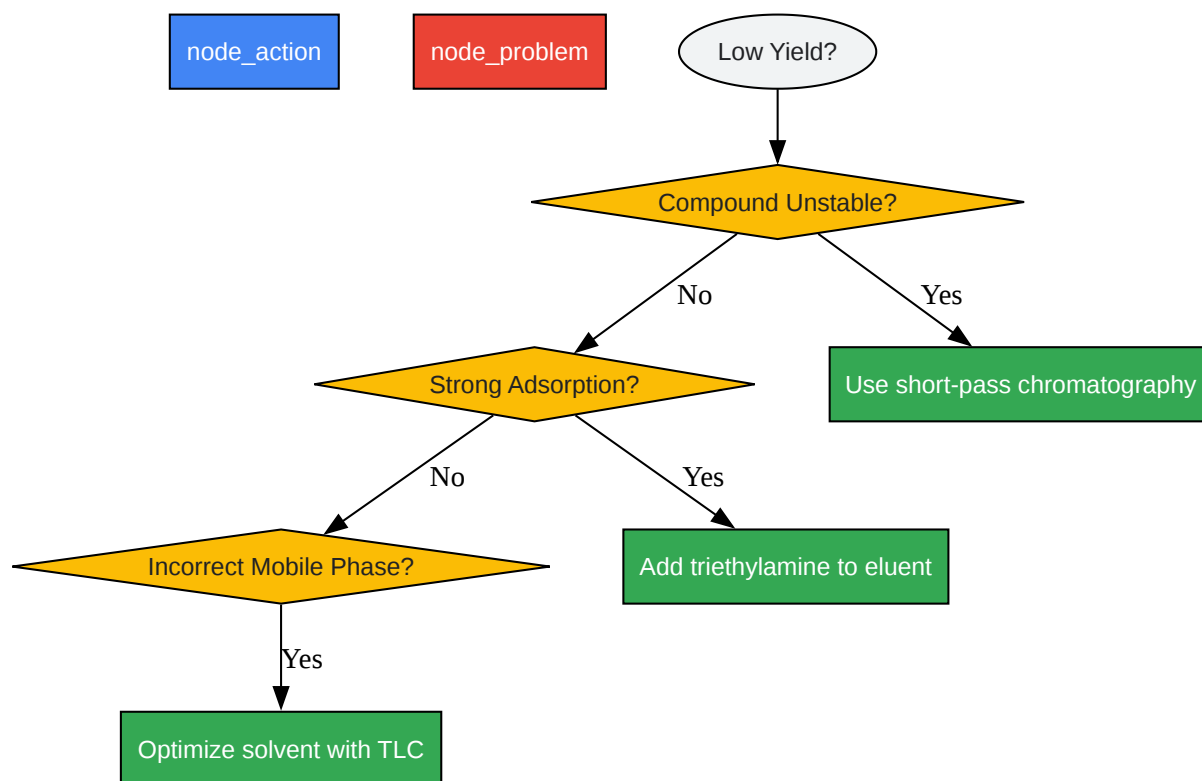 node_action
node_problem
Low Yield?
Compound Unstable?
No
Yes
Strong Adsorption?
Use short-pass chromatography
No
Yes
Incorrect Mobile Phase?
Add triethylamine to eluent
Yes
Optimize solvent with TLC